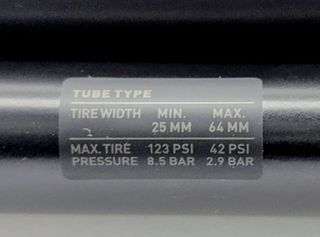 TUBE TYPE
TIRE WIDTH MIN. MAX.
25 MM 64 MM
MAX. TIRE 123 PSI 42 PSI
PRESSURE 8.5 BAR 2.9 BAR